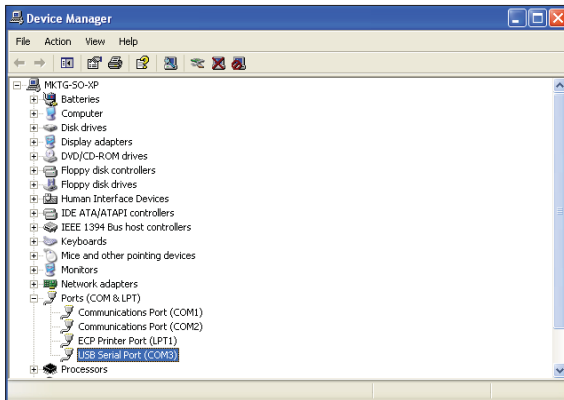 Device Manager
File Action View Help
MKTG-SO-XP
Batteries
Computer
Disk drives
Display adapters
DVD/CD-ROM drives
Floppy disk controllers
Floppy disk drives
Human Interface Devices
IDE ATA/ATAPI controllers
IEEE 1394 Bus host controllers
Keyboards
Mice and other pointing devices
Monitors
Network adapters
Ports (COM & LPT)
Communications Port (COM1)
Communications Port (COM2)
ECP Printer Port (LPT1)
USB Serial Port (COM3)
Processors